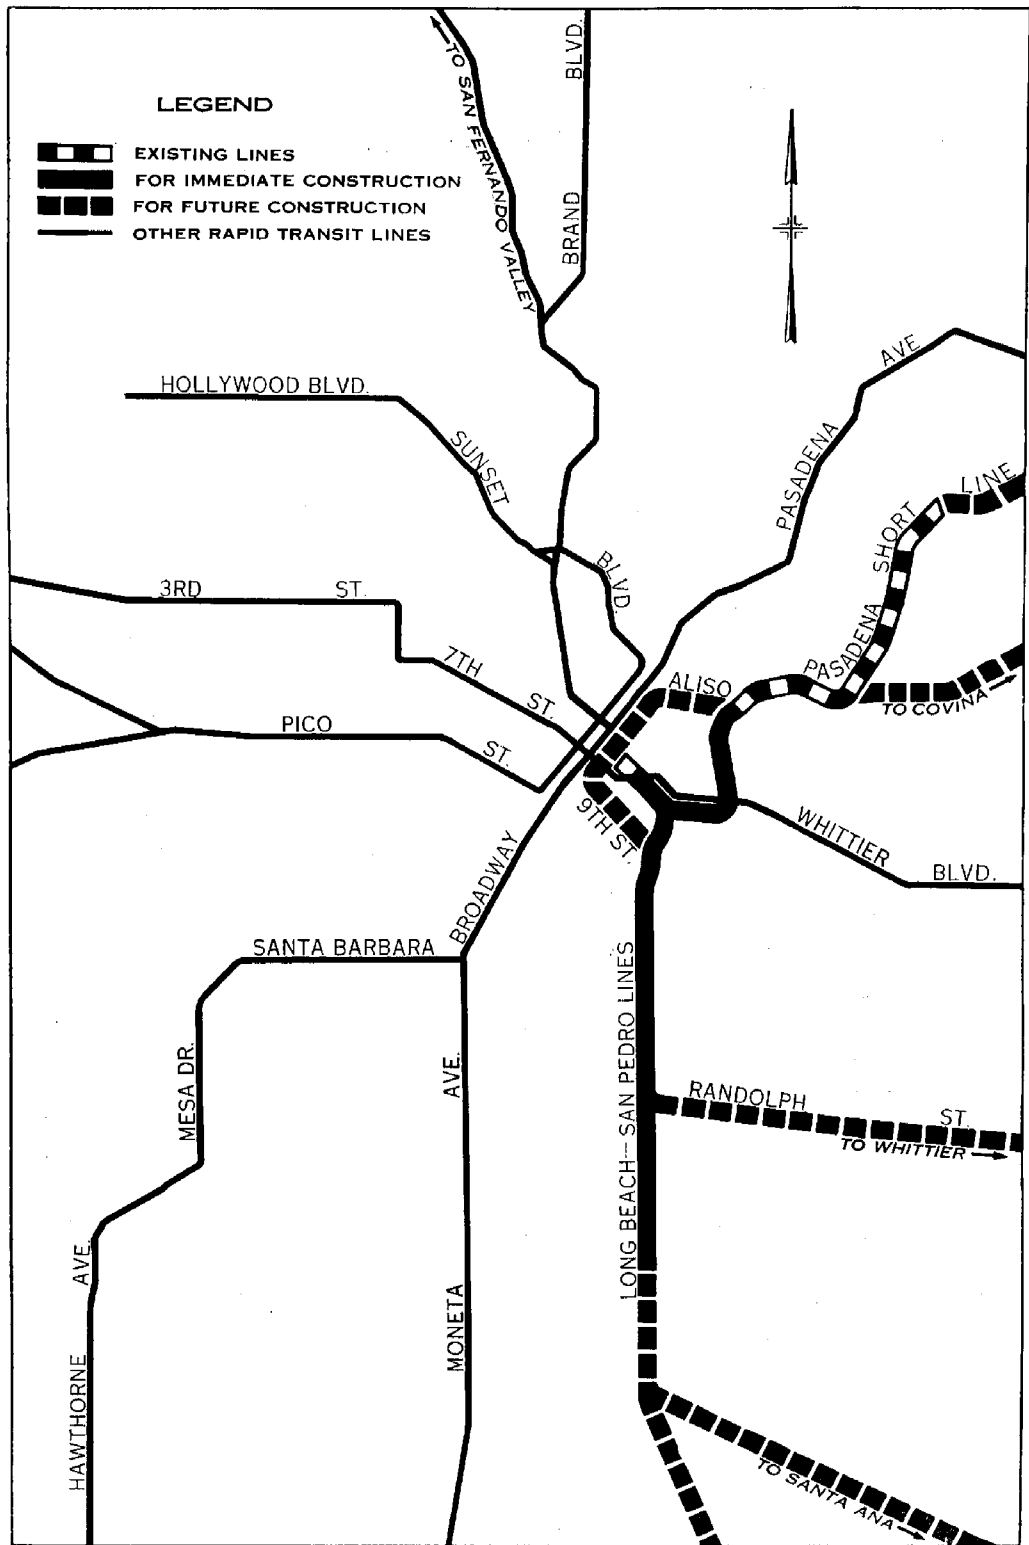 LEGEND
EXISTING LINES
FOR IMMEDIATE CONSTRUCTION
FOR FUTURE CONSTRUCTION
OTHER RAPID TRANSIT LINES
TO SAN FERNANDO VALLEY
BRAND BLVD.
HOLLYWOOD BLVD.
SUNSET BLVD.
PASADENA AVE
PASADENA SHORT LINE
3RD ST.
7TH ST.
ALISO
TO COVINA
PICO ST.
9TH ST.
WHITTIER BLVD.
BROADWAY
SANTA BARBARA
MESA DR.
HAWTHORNE AVE.
MONETA AVE.
LONG BEACH--SAN PEDRO LINES
RANDOLPH ST.
TO WHITTIER
TO SANTA ANA